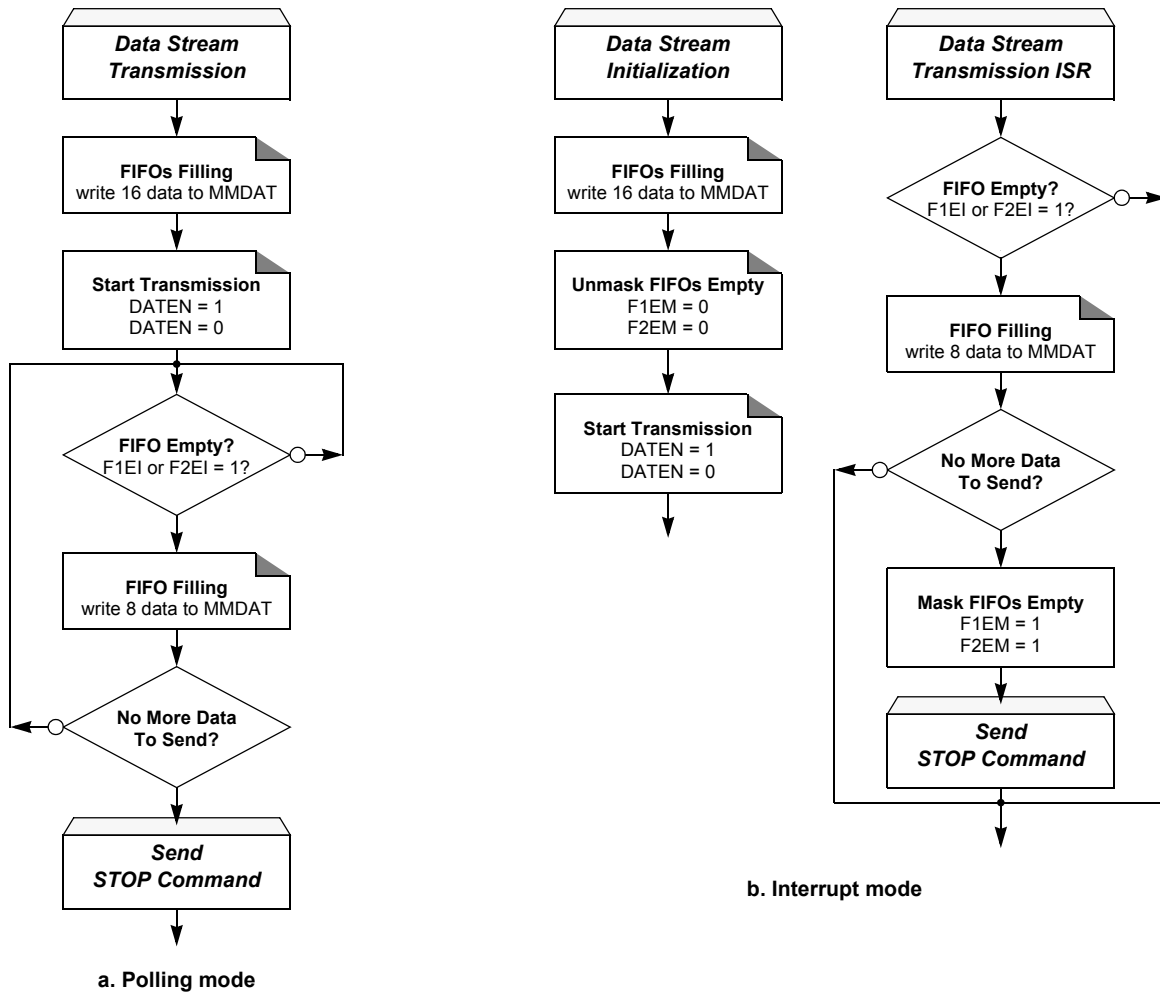 Data Stream
Transmission
FIFOs Filling
write 16 data to MMDAT
Start Transmission
DATEN = 1
DATEN = 0
FIFO Empty?
F1EI or F2EI = 1?
FIFO Filling
write 8 data to MMDAT
No More Data
To Send?
Send
STOP Command
a. Polling mode
Data Stream
Initialization
FIFOs Filling
write 16 data to MMDAT
Unmask FIFOs Empty
F1EM = 0
F2EM = 0
Start Transmission
DATEN = 1
DATEN = 0
Data Stream
Transmission ISR
FIFO Empty?
F1EI or F2EI = 1?
FIFO Filling
write 8 data to MMDAT
No More Data
To Send?
Mask FIFOs Empty
F1EM = 1
F2EM = 1
Send
STOP Command
b. Interrupt mode